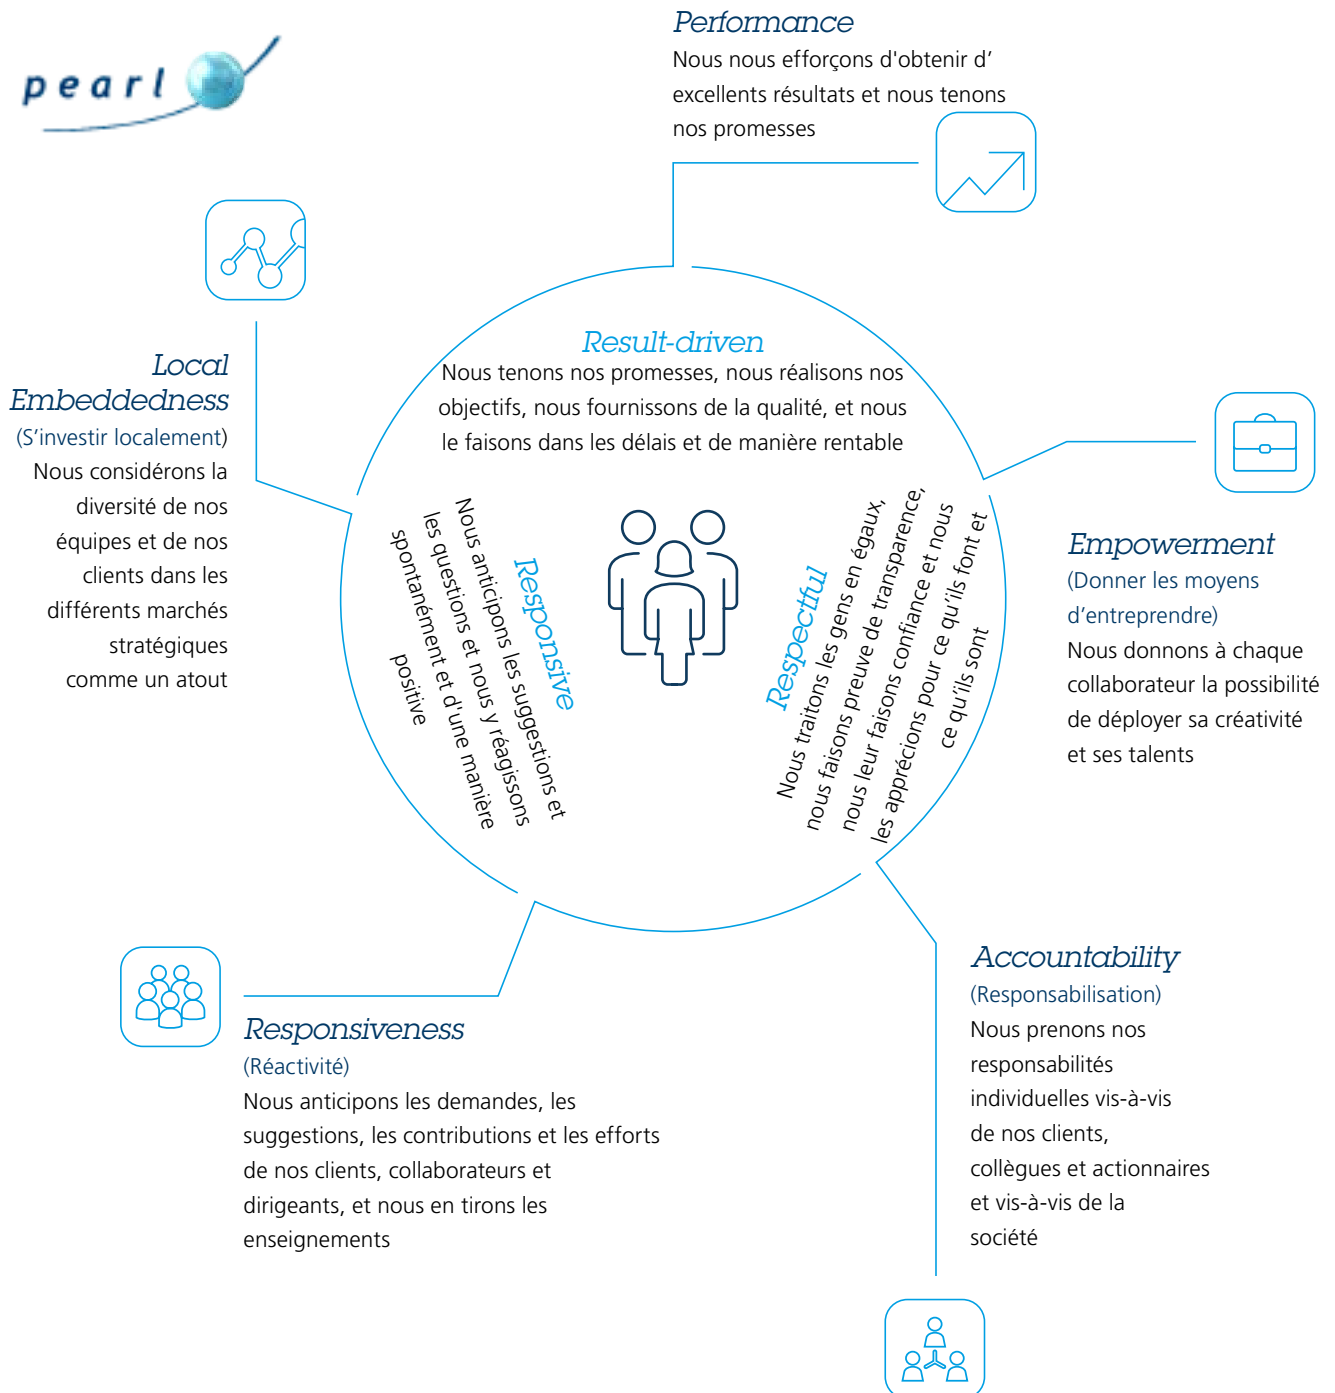 pearl
Performance
Nous nous efforçons d'obtenir d’
excellents résultats et nous tenons
nos promesses
Result-driven
Nous tenons nos promesses, nous réalisons nos
objectifs, nous fournissons de la qualité, et nous
le faisons dans les délais et de manière rentable
Local
Embeddedness
(S’investir localement)
Nous considérons la
diversité de nos
équipes et de nos
clients dans les
différents marchés
stratégiques
comme un atout
Responsive
Nous anticipons les suggestions et
les questions et nous y réagissons
spontanément et d'une manière
positive
Respectful
Nous traitons les gens en égaux,
nous faisons preuve de transparence,
nous leur faisons confiance et nous
les apprécions pour ce qu’ils font et
ce qu’ils sont
Empowerment
(Donner les moyens
d’entreprendre)
Nous donnons à chaque
collaborateur la possibilité
de déployer sa créativité
et ses talents
Accountability
(Responsabilisation)
Nous prenons nos
responsabilités
individuelles vis-à-vis
de nos clients,
collègues et actionnaires
et vis-à-vis de la
société
Responsiveness
(Réactivité)
Nous anticipons les demandes, les
suggestions, les contributions et les efforts
de nos clients, collaborateurs et
dirigeants, et nous en tirons les
enseignements